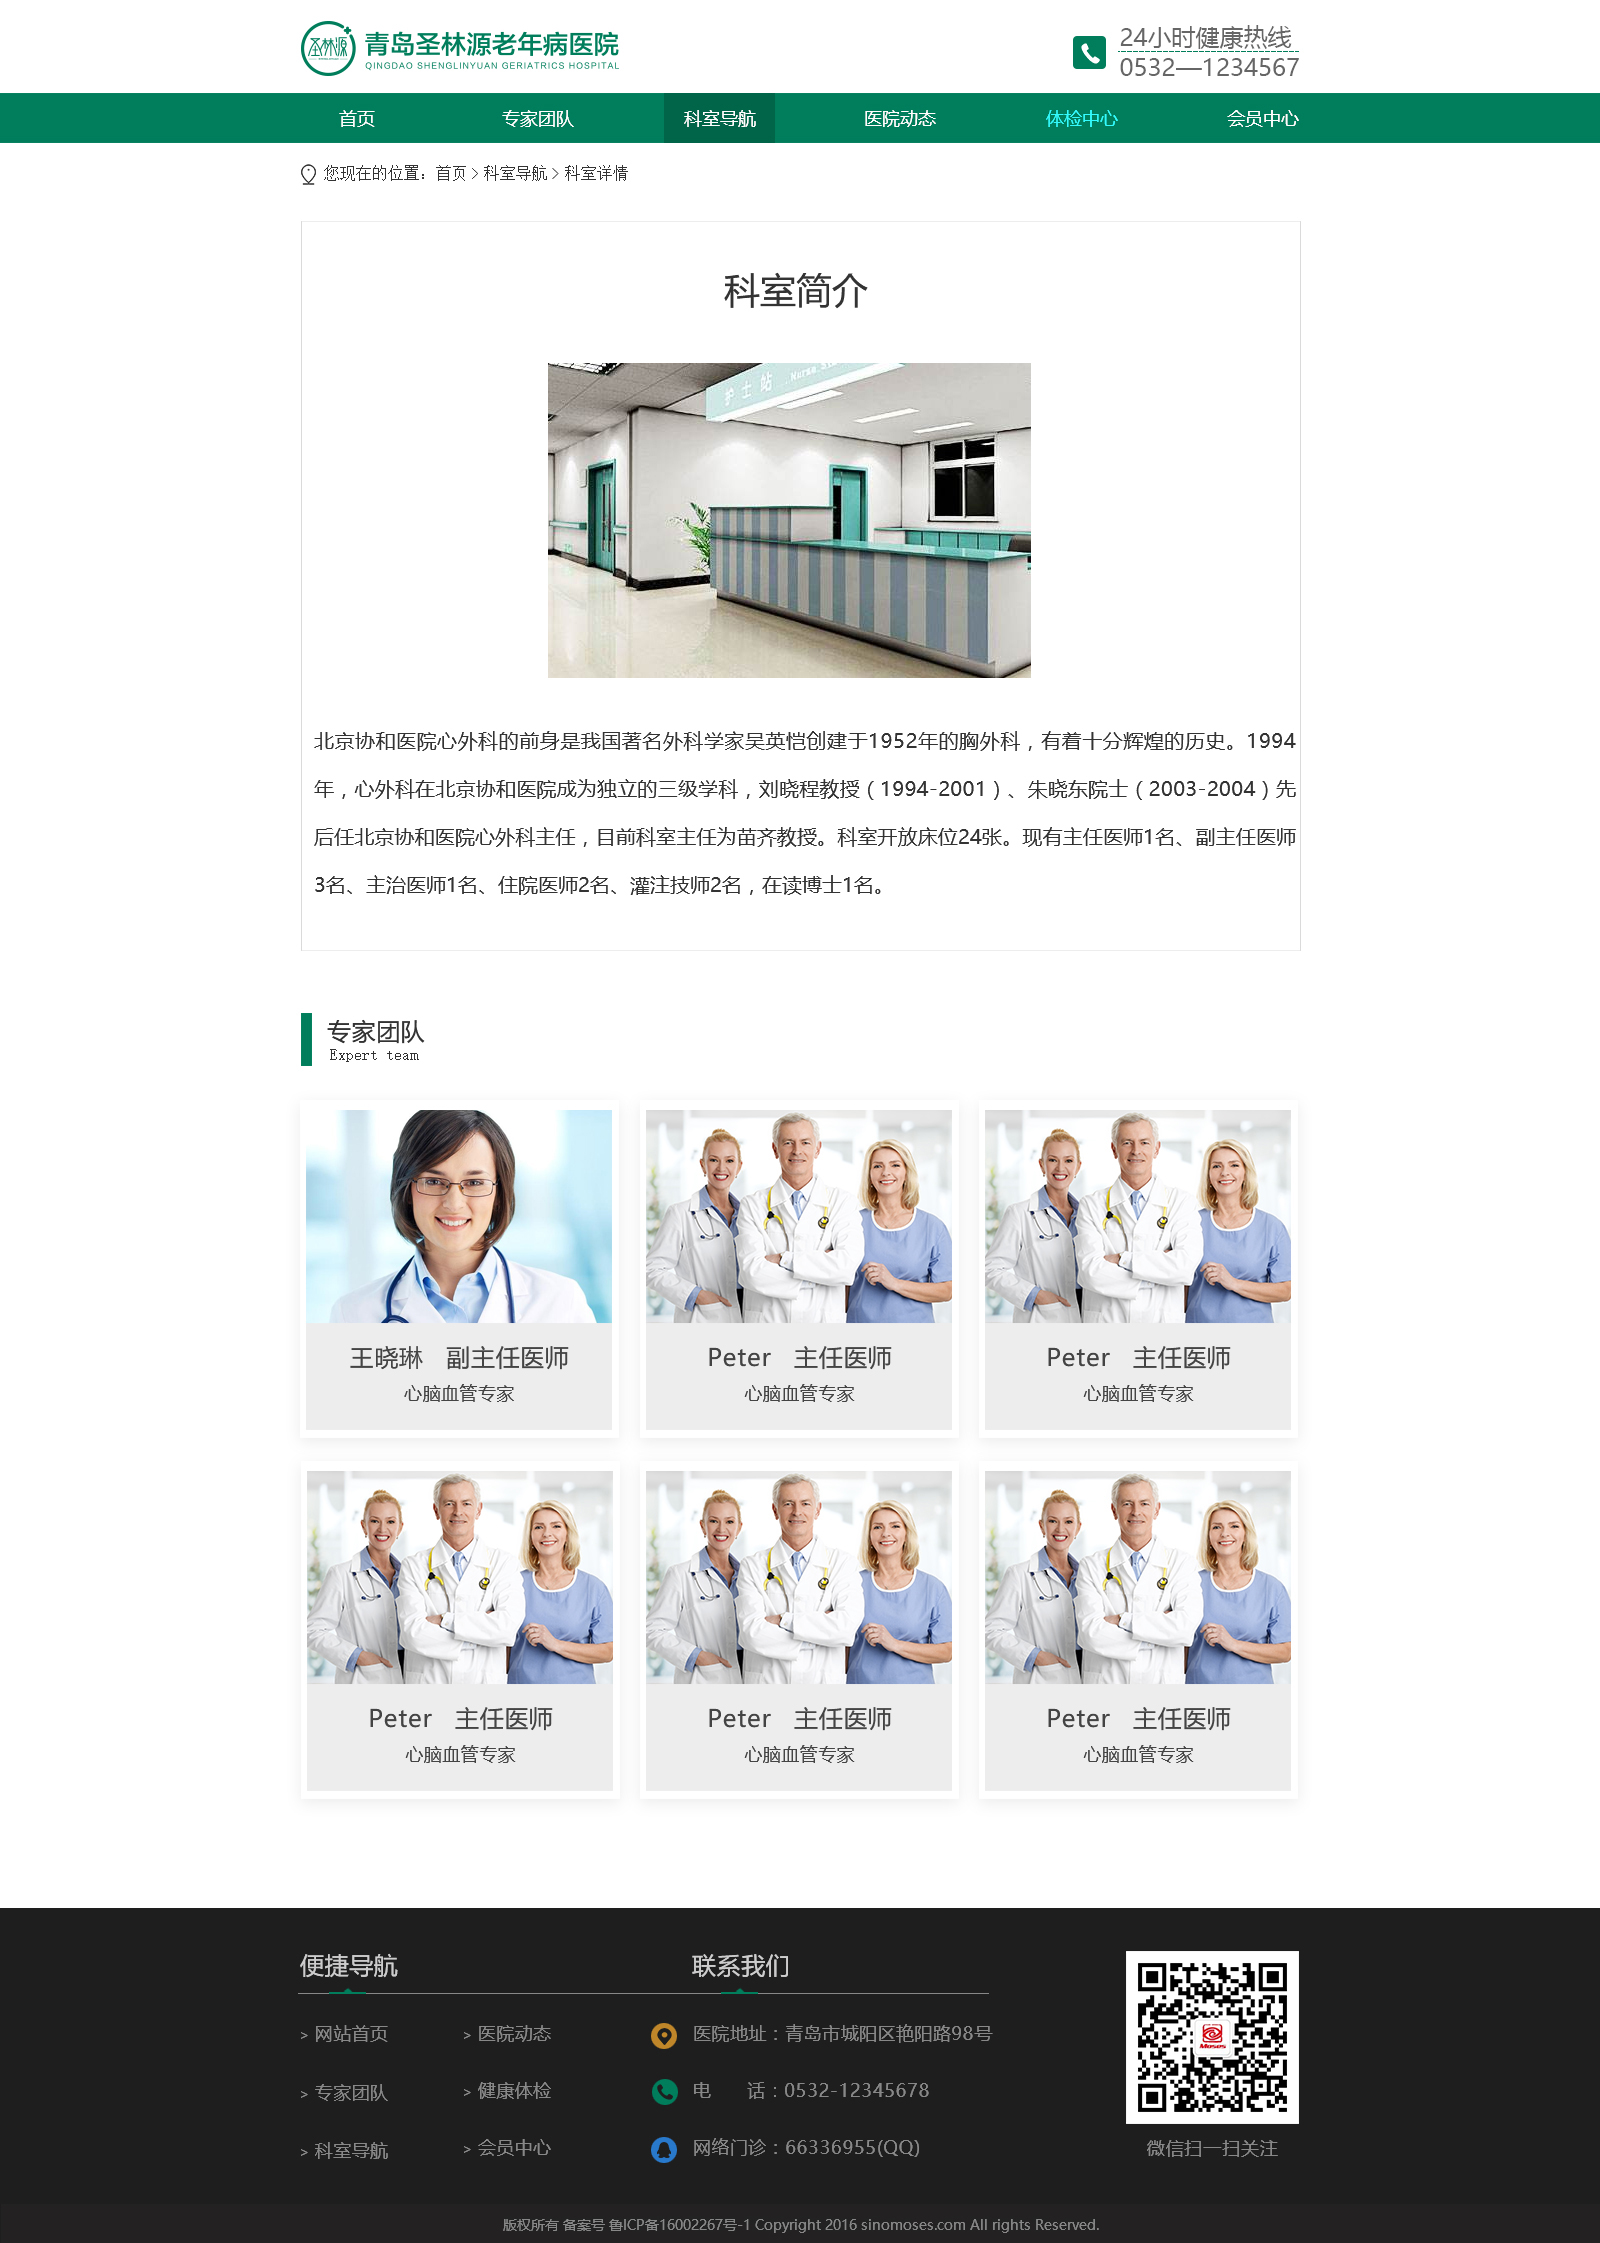 圣林源
青岛圣林源老年病医院
QINGDAO SHENGLINYUAN GERIATRICS HOSPITAL
24小时健康热线
0532—1234567
首页
专家团队
科室导航
医院动态
体检中心
会员中心
您现在的位置：首页 > 科室导航 > 科室详情
科室简介
护士站
北京协和医院心外科的前身是我国著名外科学家吴英恺创建于1952年的胸外科，有着十分辉煌的历史。1994
年，心外科在北京协和医院成为独立的三级学科，刘晓程教授（1994-2001）、朱晓东院士（2003-2004）先
后任北京协和医院心外科主任，目前科室主任为苗齐教授。科室开放床位24张。现有主任医师1名、副主任医师
3名、主治医师1名、住院医师2名、灌注技师2名，在读博士1名。
专家团队
Expert team
王晓琳 副主任医师
心脑血管专家
Peter 主任医师
心脑血管专家
Peter 主任医师
心脑血管专家
Peter 主任医师
心脑血管专家
Peter 主任医师
心脑血管专家
Peter 主任医师
心脑血管专家
便捷导航
> 网站首页
> 专家团队
> 科室导航
> 医院动态
> 健康体检
> 会员中心
联系我们
医院地址：青岛市城阳区艳阳路98号
电 话：0532-12345678
网络门诊：66336955(QQ)
Moses
微信扫一扫关注
版权所有 备案号 鲁ICP备16002267号-1 Copyright 2016 sinomoses.com All rights Reserved.